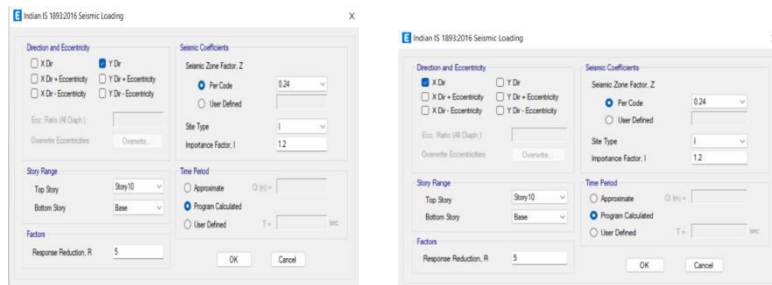 E Indian IS 1893:2016 Seismic Loading X
Direction and Eccentricity
X Dir Y Dir
X Dir + Eccentricity Y Dir + Eccentricity
X Dir - Eccentricity Y Dir - Eccentricity
Ecc. Ratio (All Diaph.)
Overwrite Eccentricities Overwrite...
Story Range
Top Story Story10
Bottom Story Base
Factors
Response Reduction, R 5
Seismic Coefficients
Seismic Zone Factor, Z
Per Code 0.24
User Defined
Site Type I
Importance Factor, I 1.2
Time Period
Approximate Ct (m) =
Program Calculated
User Defined T = sec
OK Cancel
E Indian IS 1893:2016 Seismic Loading
Direction and Eccentricity
X Dir Y Dir
X Dir + Eccentricity Y Dir + Eccentricity
X Dir - Eccentricity Y Dir - Eccentricity
Ecc. Ratio (All Diaph.)
Overwrite Eccentricities Overwrite...
Story Range
Top Story Story10
Bottom Story Base
Factors
Response Reduction, R 5
Seismic Coefficients
Seismic Zone Factor, Z
Per Code 0.24
User Defined
Site Type I
Importance Factor, I 1.2
Time Period
Approximate Ct (m) =
Program Calculated
User Defined T = sec
OK Cancel